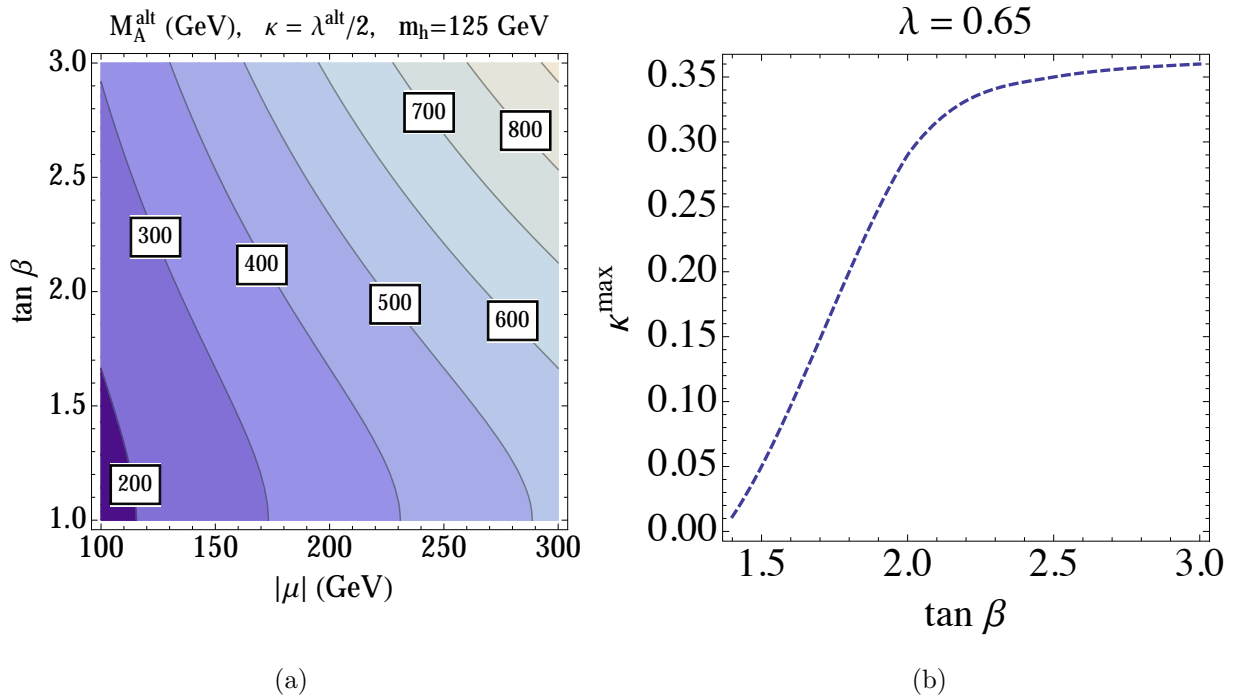 M_A^alt (GeV), κ = λ^alt/2, m_h=125 GeV
3.0
2.5
2.0
1.5
1.0
tan β
700
800
300
400
500
600
200
100 150 200 250 300
|μ| (GeV)
(a)
λ = 0.65
0.35
0.30
0.25
0.20
0.15
0.10
0.05
0.00
κ^max
1.5 2.0 2.5 3.0
tan β
(b)